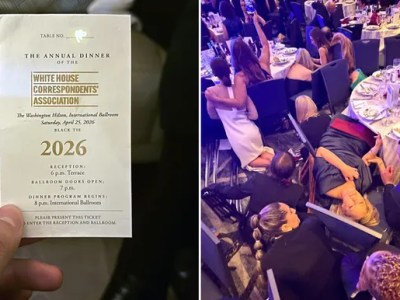 TABLE NO.
THE ANNUAL DINNER
OF THE
WHITE HOUSE
CORRESPONDENTS'
ASSOCIATION
The Washington Hilton, International Ballroom
Saturday, April 25, 2026
BLACK TIE
2026
RECEPTION:
6 p.m. Terrace
BALLROOM DOORS OPEN:
7 p.m.
DINNER PROGRAM BEGINS:
8 p.m. International Ballroom
PLEASE PRESENT THIS TICKET
TO ENTER THE RECEPTION AND BALLROOM.